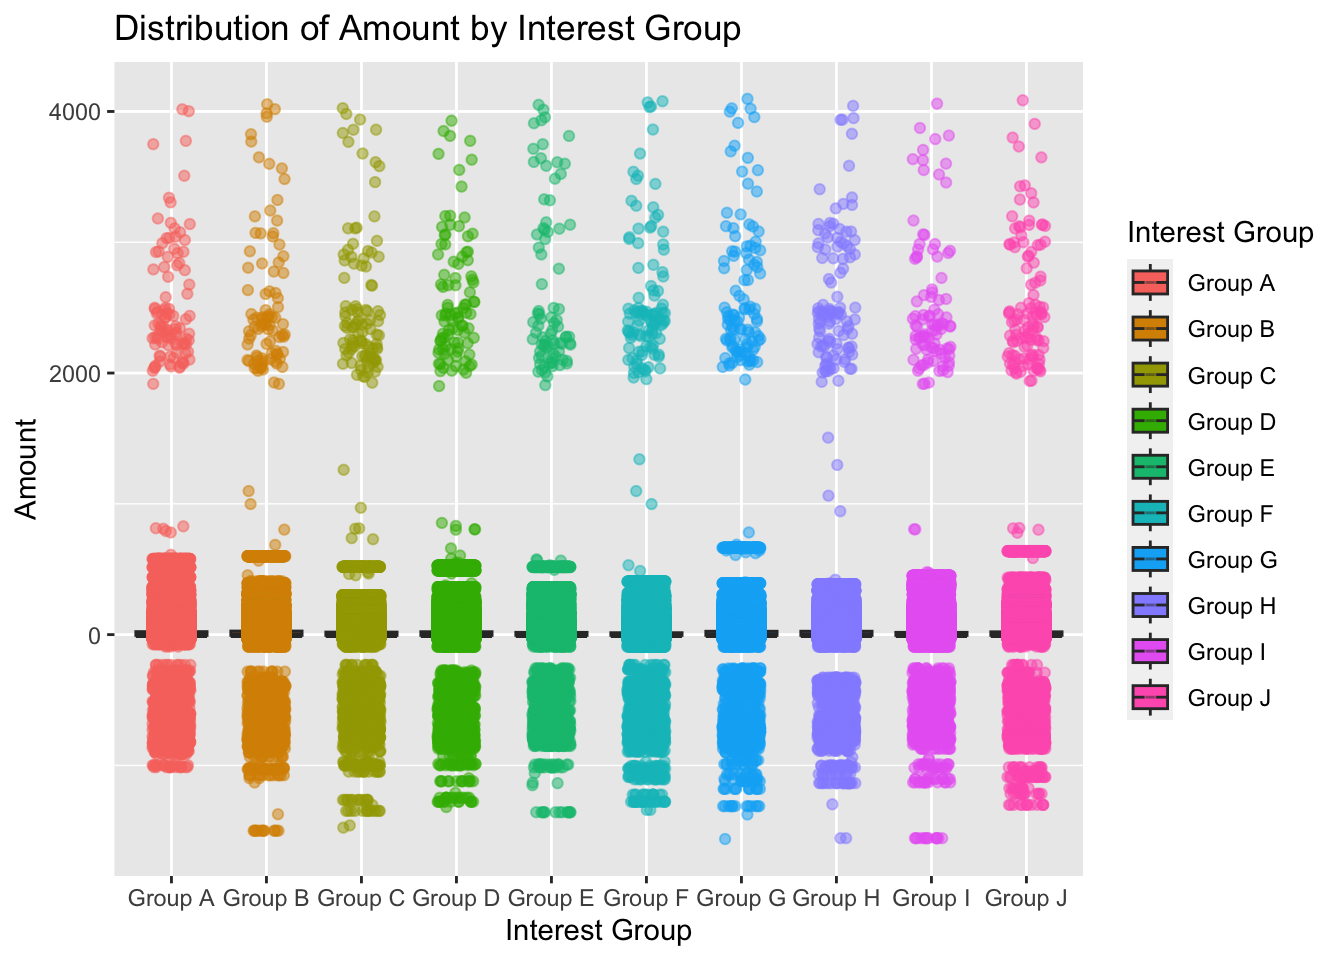 Distribution of Amount by Interest Group
Amount
4000
2000
0
Group A Group B Group C Group D Group E Group F Group G Group H Group I Group J
Interest Group
Interest Group
Group A
Group B
Group C
Group D
Group E
Group F
Group G
Group H
Group I
Group J